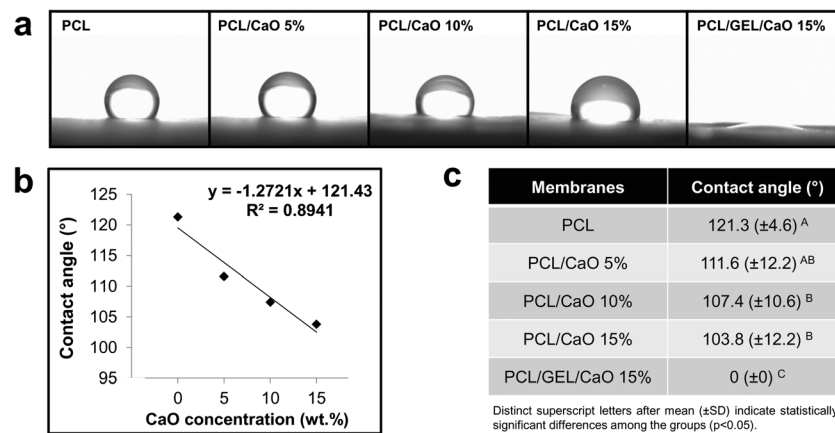 a
PCL
PCL/CaO 5%
PCL/CaO 10%
PCL/CaO 15%
PCL/GEL/CaO 15%
b
y = -1.2721x + 121.43
R² = 0.8941
Contact angle (°)
125
120
115
110
105
100
95
0 5 10 15
CaO concentration (wt.%)
c
Membranes Contact angle (°)
PCL 121.3 (±4.6) A
PCL/CaO 5% 111.6 (±12.2) AB
PCL/CaO 10% 107.4 (±10.6) B
PCL/CaO 15% 103.8 (±12.2) B
PCL/GEL/CaO 15% 0 (±0) C
Distinct superscript letters after mean (±SD) indicate statistically
significant differences among the groups (p<0.05).